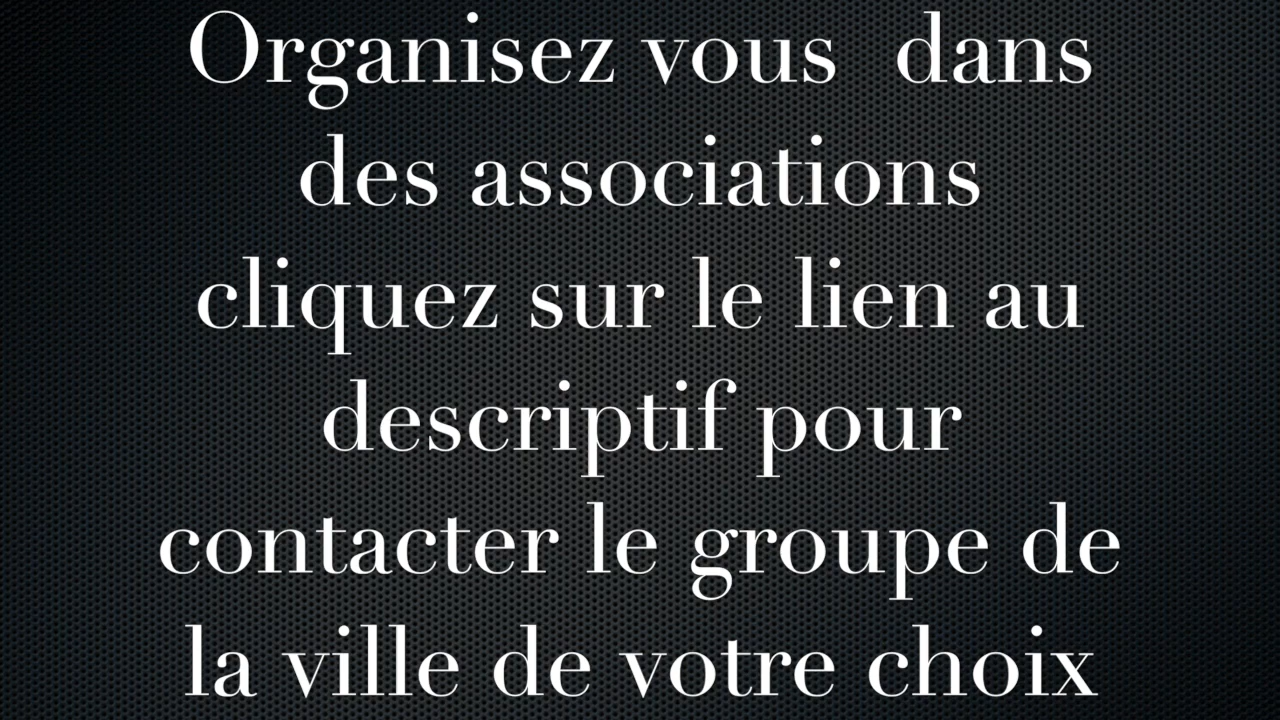 Organisez vous  dans
des associations
cliquez sur le lien au
descriptif pour
contacter le groupe de
la ville de votre choix